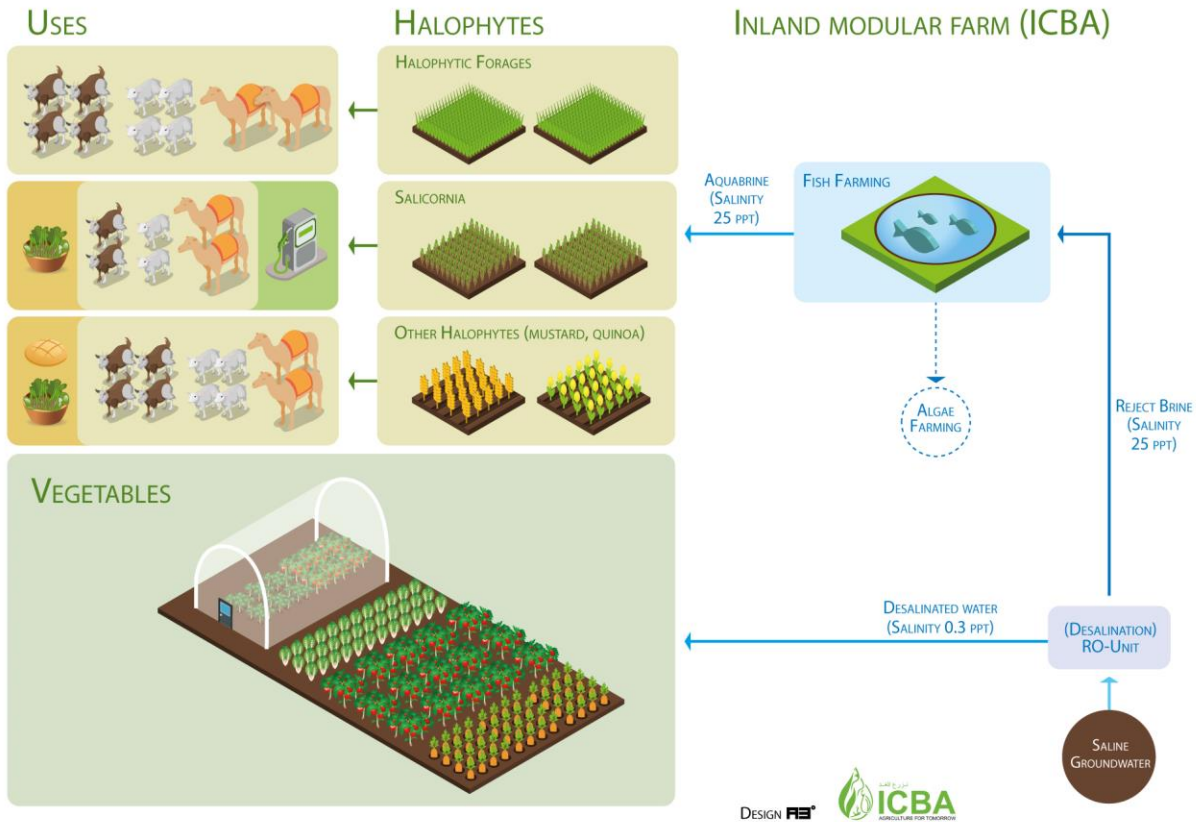 Uses
Halophytes
Inland modular farm (ICBA)
Halophytic Forages
Salicornia
Other Halophytes (mustard, quinoa)
Aquabrine
(Salinity
25 ppt)
Fish Farming
Algae
Farming
Reject Brine
(Salinity
25 ppt)
Vegetables
Desalinated water
(Salinity 0.3 ppt)
(Desalination)
RO-Unit
Saline
Groundwater
Design
ICBA
AGRICULTURE FOR TOMORROW